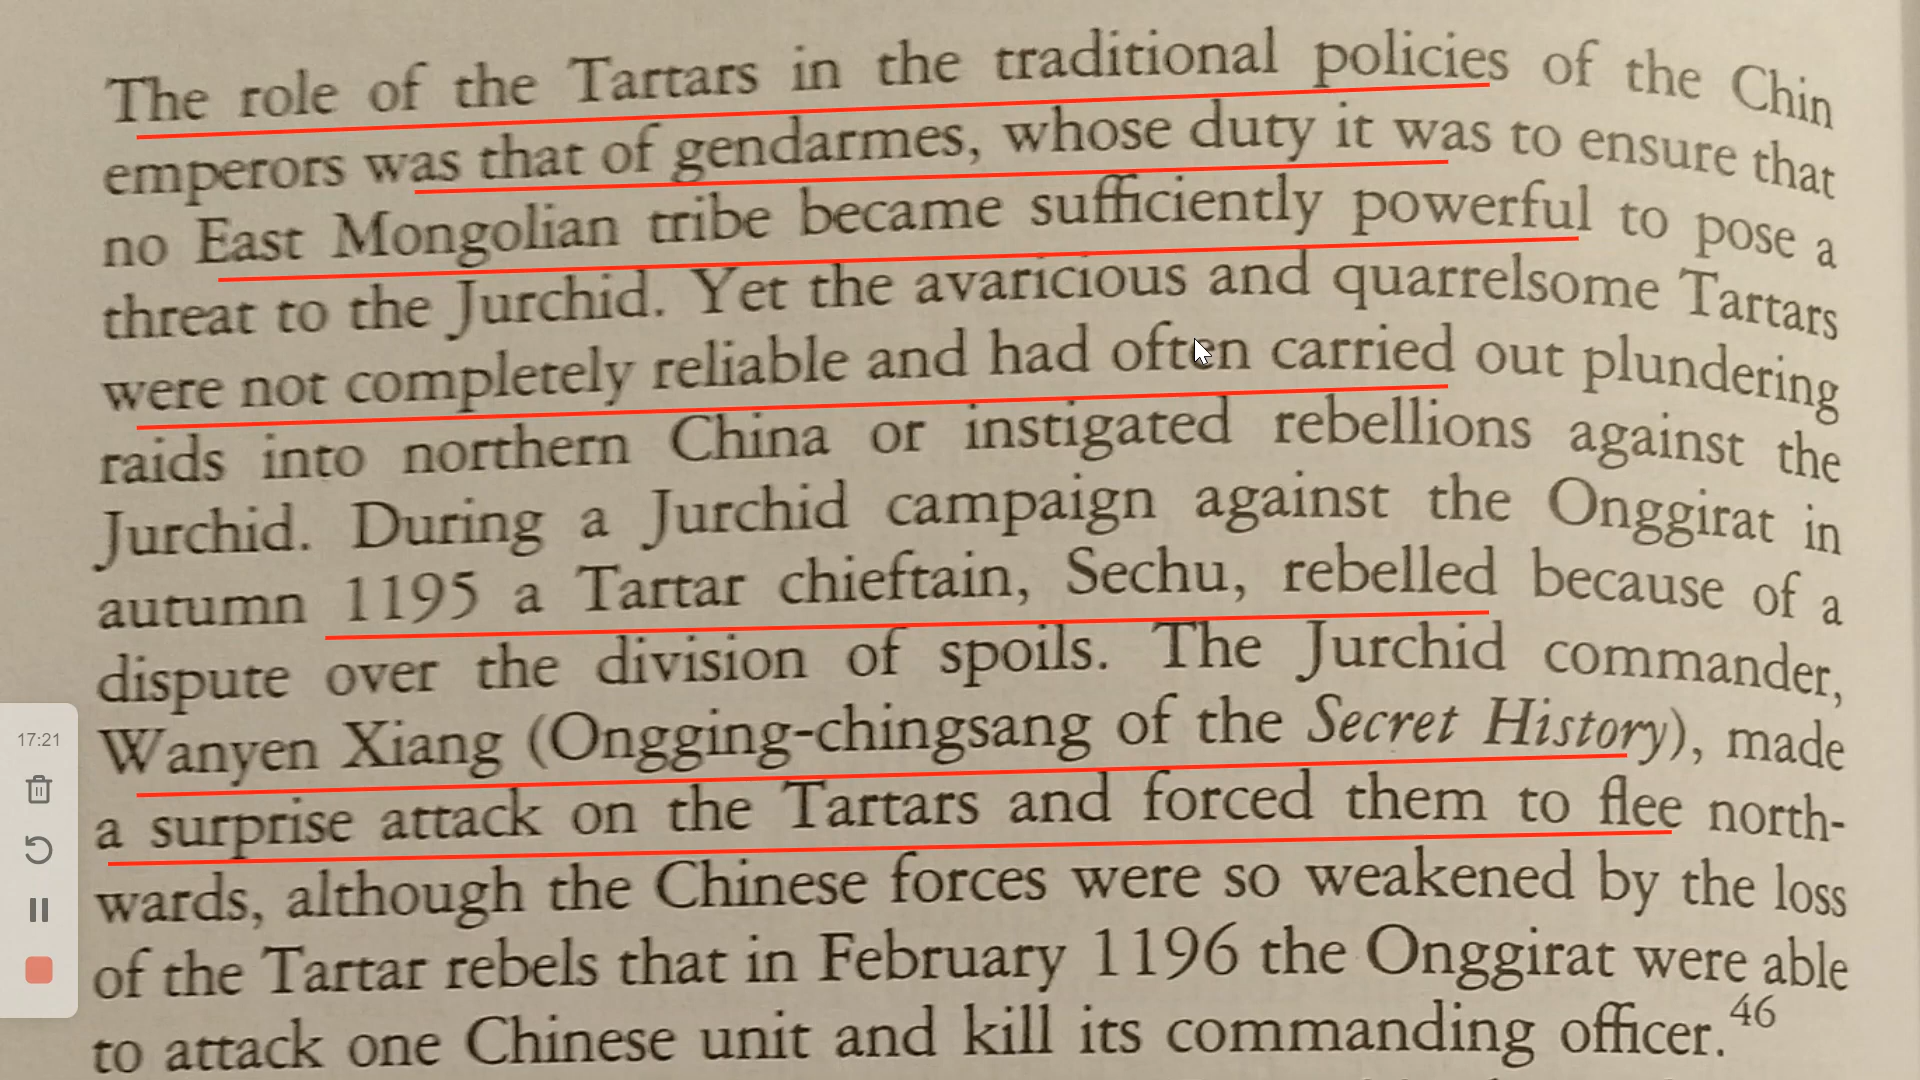 The role of the Tartars in the traditional policies of the Chin
emperors was that of gendarmes, whose duty it was to ensure that
no East Mongolian tribe became sufficiently powerful to pose a
threat to the Jurchid. Yet the avaricious and quarrelsome Tartars
were not completely reliable and had often carried out plundering
raids into northern China or instigated rebellions against the
Jurchid. During a Jurchid campaign against the Onggirat in
autumn 1195 a Tartar chieftain, Sechu, rebelled because of a
dispute over the division of spoils. The Jurchid commander,
Wanyen Xiang (Ongging-chingsang of the Secret History), made
a surprise attack on the Tartars and forced them to flee north-
wards, although the Chinese forces were so weakened by the loss
of the Tartar rebels that in February 1196 the Onggirat were able
to attack one Chinese unit and kill its commanding officer.46
17:21